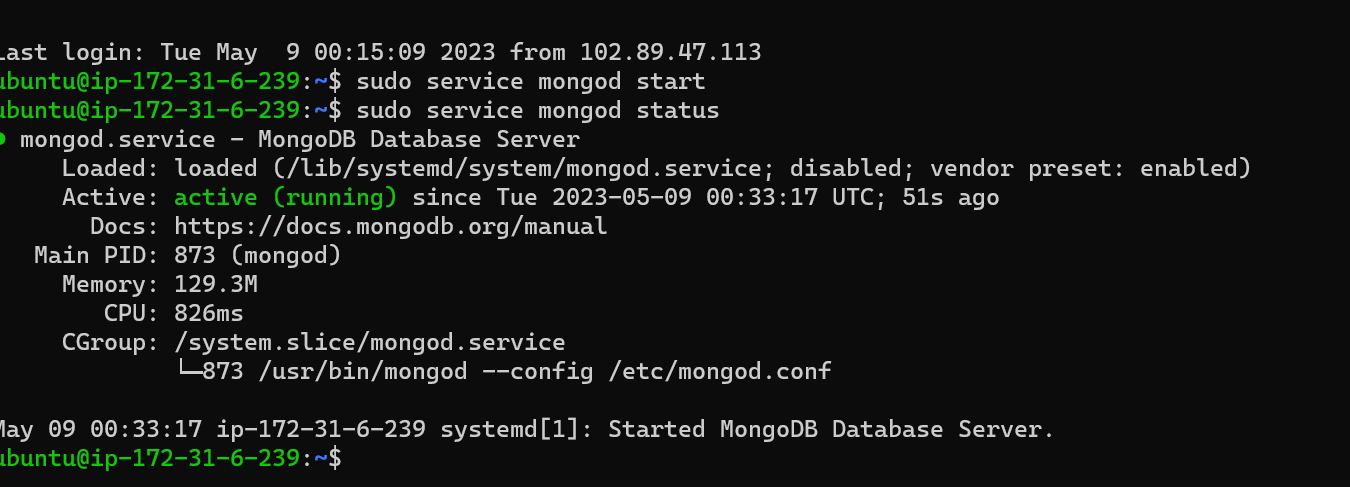 Last login: Tue May  9 00:15:09 2023 from 102.89.47.113
ubuntu@ip-172-31-6-239:~$ sudo service mongod start
ubuntu@ip-172-31-6-239:~$ sudo service mongod status
● mongod.service - MongoDB Database Server
     Loaded: loaded (/lib/systemd/system/mongod.service; disabled; vendor preset: enabled)
     Active: active (running) since Tue 2023-05-09 00:33:17 UTC; 51s ago
       Docs: https://docs.mongodb.org/manual
   Main PID: 873 (mongod)
     Memory: 129.3M
        CPU: 826ms
     CGroup: /system.slice/mongod.service
             └─873 /usr/bin/mongod --config /etc/mongod.conf
May 09 00:33:17 ip-172-31-6-239 systemd[1]: Started MongoDB Database Server.
ubuntu@ip-172-31-6-239:~$